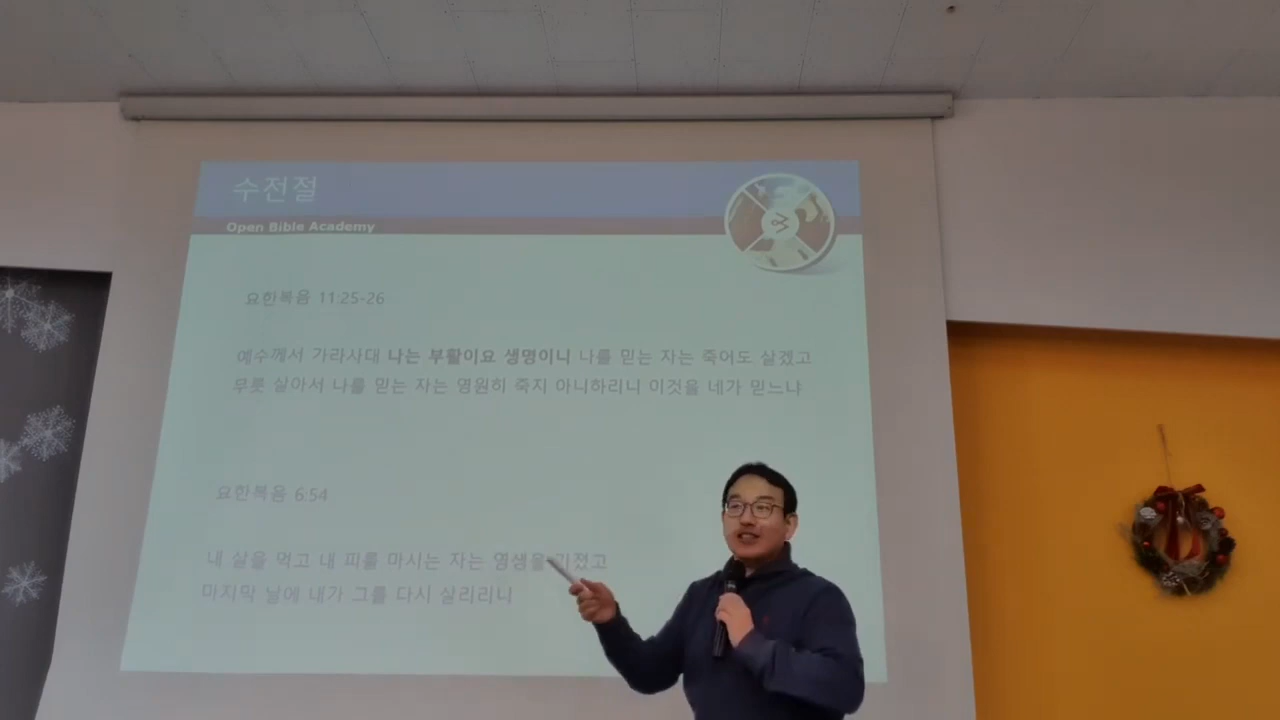 수전절
Open Bible Academy
요한복음 11:25-26
예수께서 가라사대 나는 부활이요 생명이니 나를 믿는 자는 죽어도 살겠고
무릇 살아서 나를 믿는 자는 영원히 죽지 아니하리니 이것을 네가 믿느냐
요한복음 6:54
내 살을 먹고 내 피를 마시는 자는 영생을 가졌고
마지막 날에 내가 그를 다시 살리리니